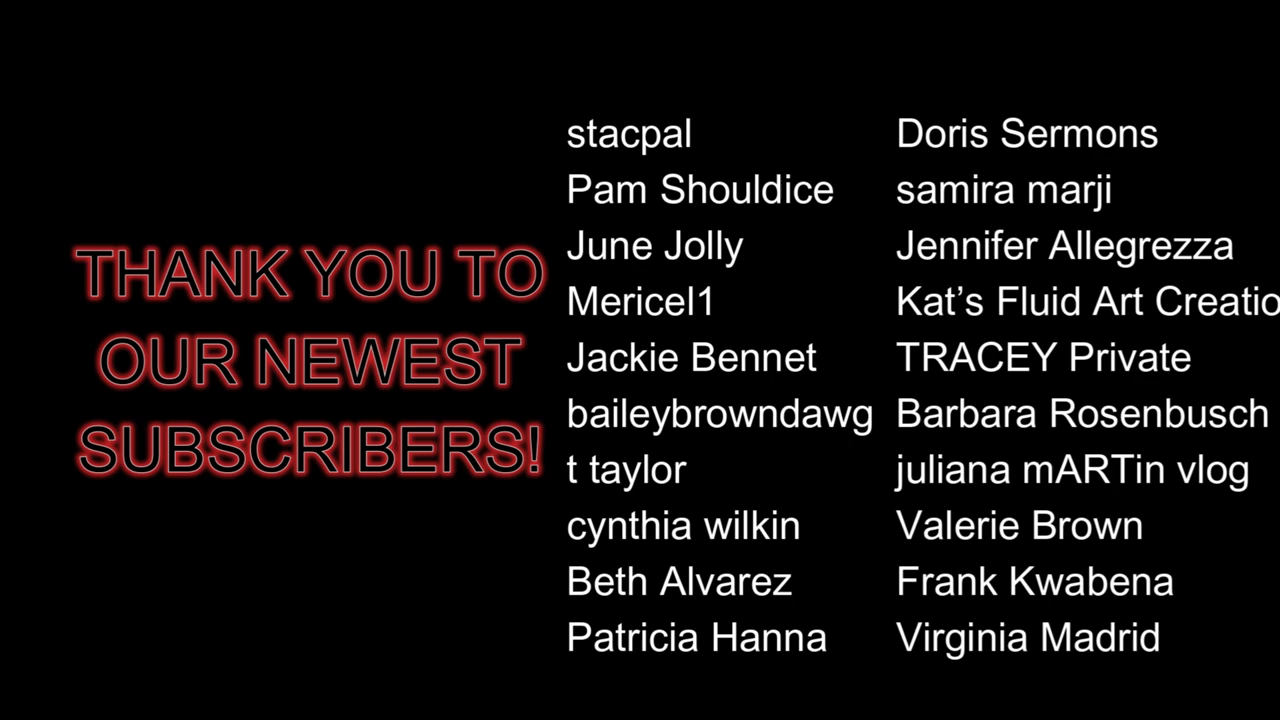 THANK YOU TO
OUR NEWEST
SUBSCRIBERS!
stacpal
Pam Shouldice
June Jolly
Mericel1
Jackie Bennet
baileybrowndawg
t taylor
cynthia wilkin
Beth Alvarez
Patricia Hanna
Doris Sermons
samira marji
Jennifer Allegrezza
Kat’s Fluid Art Creatio
TRACEY Private
Barbara Rosenbusch
juliana mARTin vlog
Valerie Brown
Frank Kwabena
Virginia Madrid